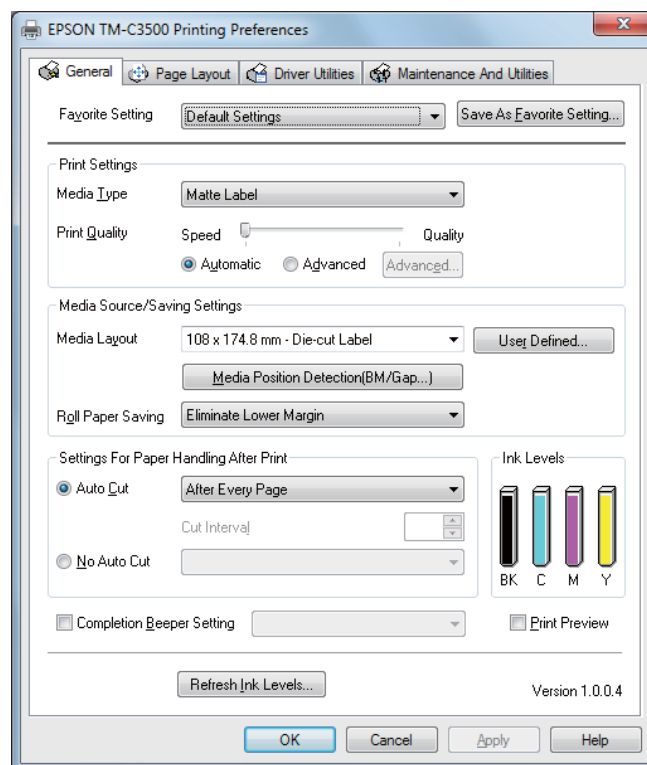 EPSON TM-C3500 Printing Preferences
General Page Layout Driver Utilities Maintenance And Utilities
Favorite Setting Default Settings Save As Favorite Setting...
Print Settings
Media Type Matte Label
Print Quality Speed Quality
Automatic Advanced Advanced...
Media Source/Saving Settings
Media Layout 108 x 174.8 mm - Die-cut Label User Defined...
Media Position Detection(BM/Gap...)
Roll Paper Saving Eliminate Lower Margin
Settings For Paper Handling After Print Ink Levels
Auto Cut After Every Page
Cut Interval
No Auto Cut
BK C M Y
Completion Beeper Setting Print Preview
Refresh Ink Levels... Version 1.0.0.4
OK Cancel Apply Help